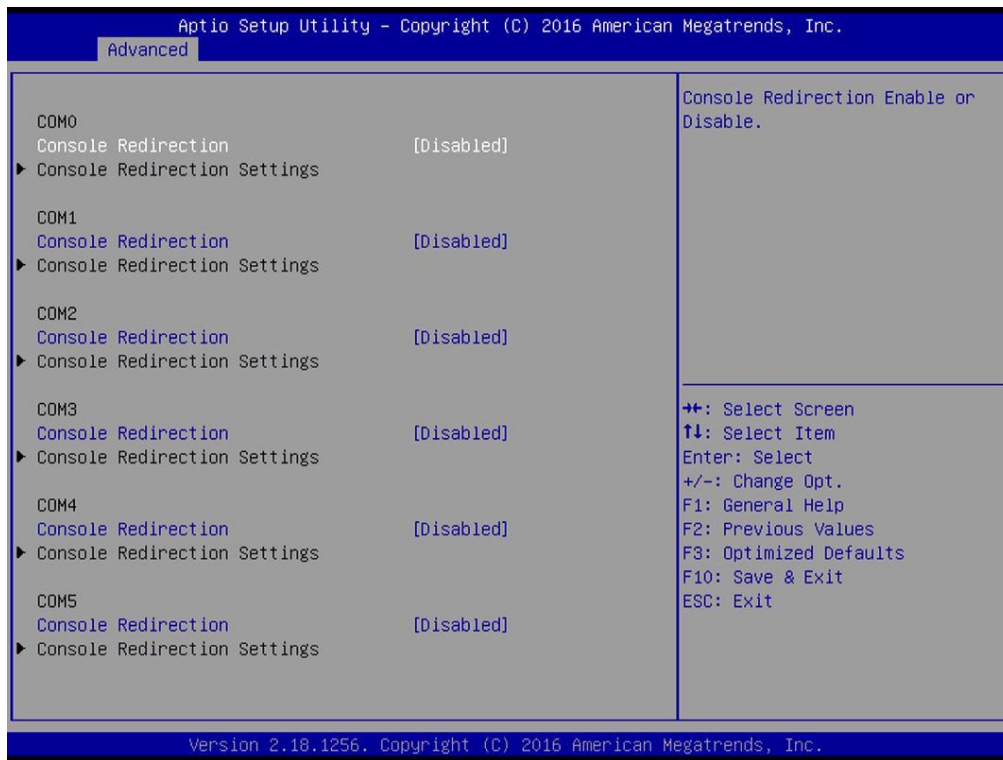 Aptio Setup Utility – Copyright (C) 2016 American Megatrends, Inc.
Advanced
COM0
Console Redirection [Disabled]
► Console Redirection Settings
COM1
Console Redirection [Disabled]
► Console Redirection Settings
COM2
Console Redirection [Disabled]
► Console Redirection Settings
COM3
Console Redirection [Disabled]
► Console Redirection Settings
COM4
Console Redirection [Disabled]
► Console Redirection Settings
COM5
Console Redirection [Disabled]
► Console Redirection Settings
Console Redirection Enable or
Disable.
→←: Select Screen
↑↓: Select Item
Enter: Select
+/-: Change Opt.
F1: General Help
F2: Previous Values
F3: Optimized Defaults
F10: Save & Exit
ESC: Exit
Version 2.18.1256. Copyright (C) 2016 American Megatrends, Inc.